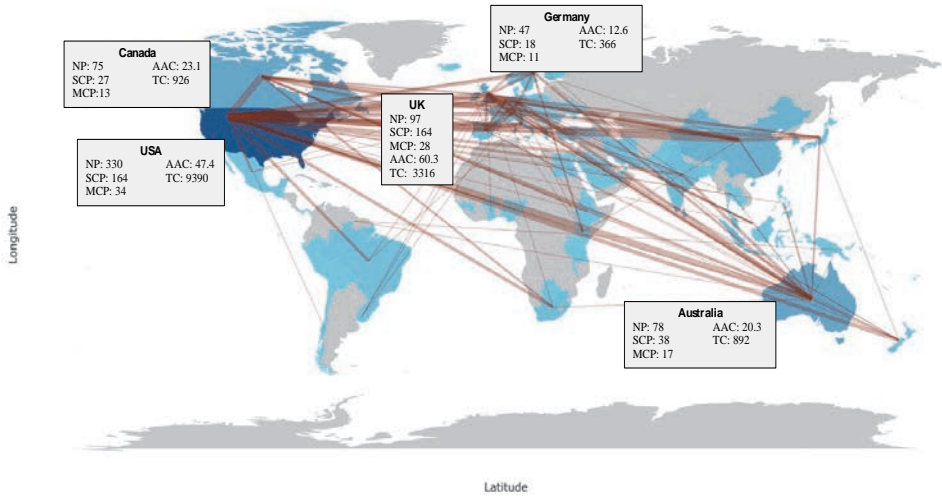 Germany
NP: 47 AAC: 12.6
SCP: 18 TC: 366
MCP: 11
Canada
NP: 75 AAC: 23.1
SCP: 27 TC: 926
MCP:13
UK
NP: 97
SCP: 164
MCP: 28
AAC: 60.3
TC: 3316
USA
NP: 330 AAC: 47.4
SCP: 164 TC: 9390
MCP: 34
Longitude
Australia
NP: 78 AAC: 20.3
SCP: 38 TC: 892
MCP: 17
Latitude